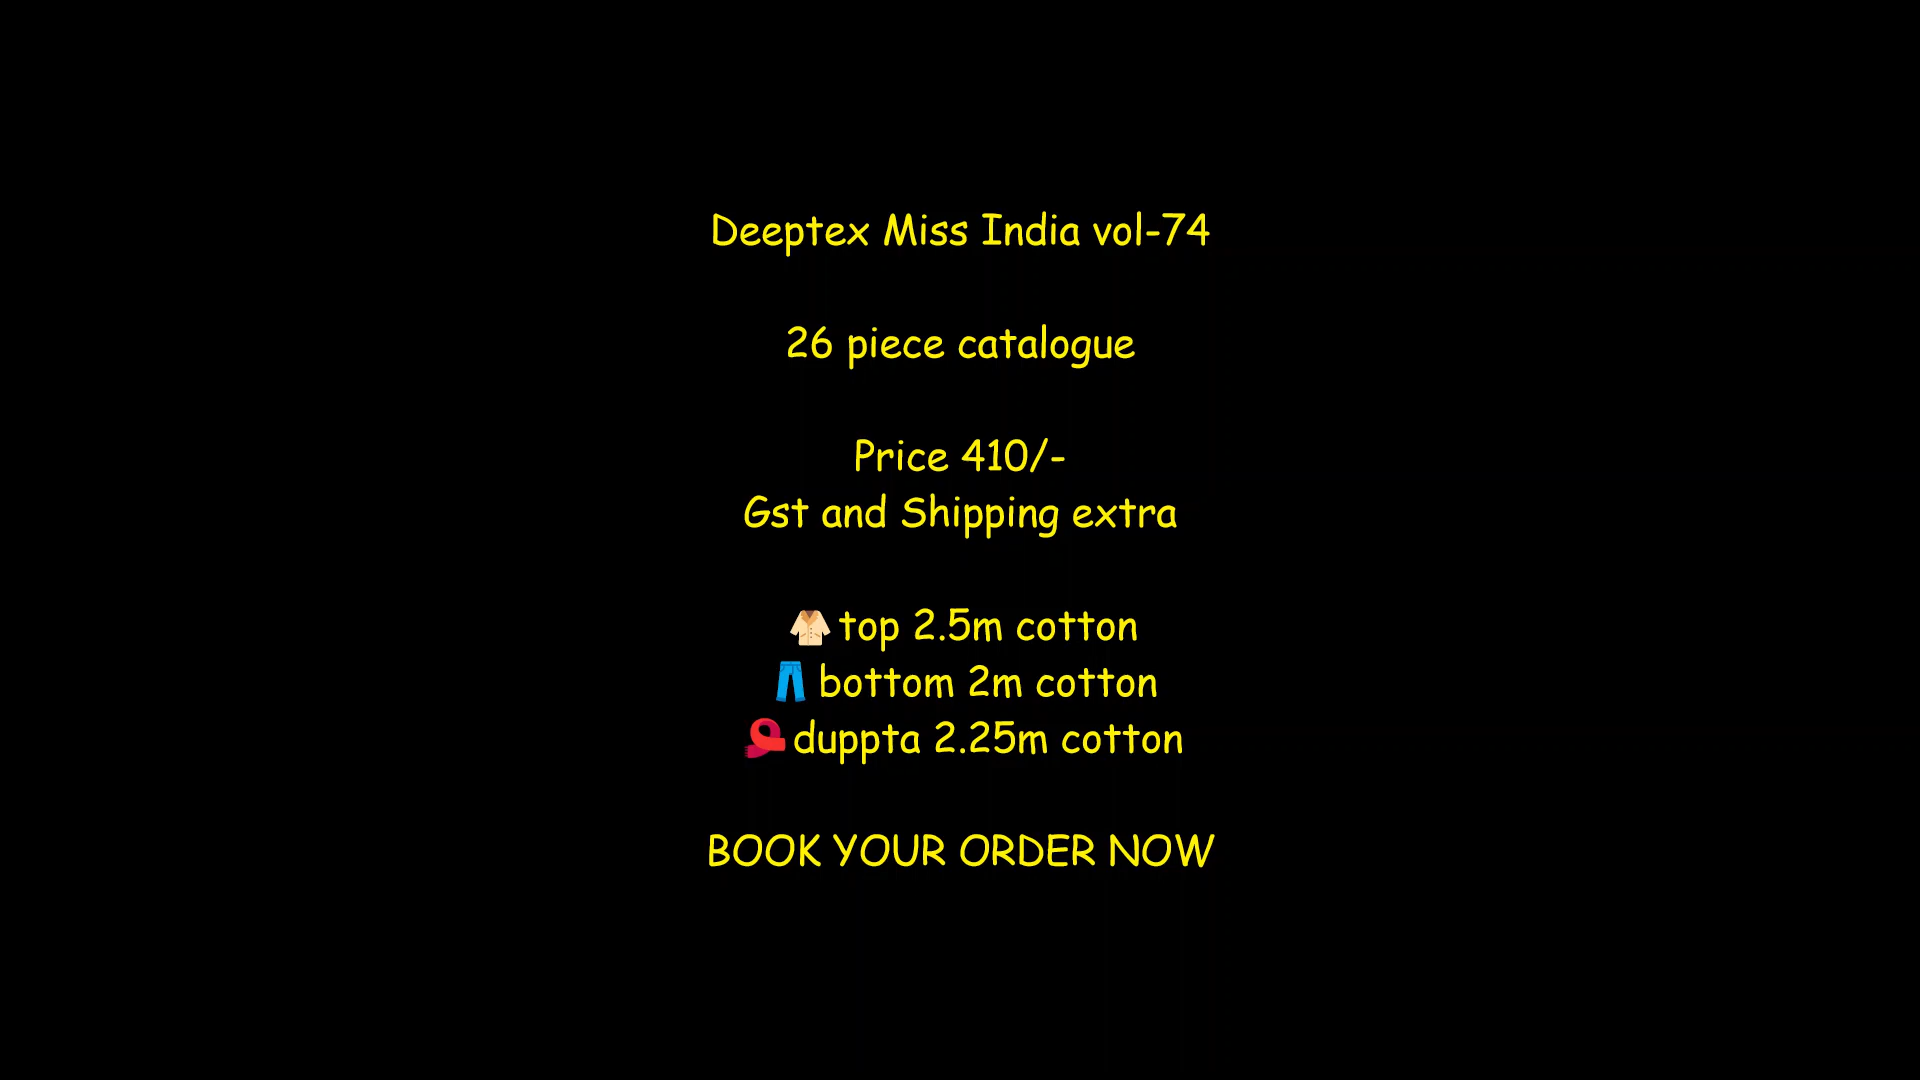 Deeptex Miss India vol-74
26 piece catalogue
Price 410/-
Gst and Shipping extra
🧥top 2.5m cotton
👖bottom 2m cotton
🧣duppta 2.25m cotton
BOOK YOUR ORDER NOW